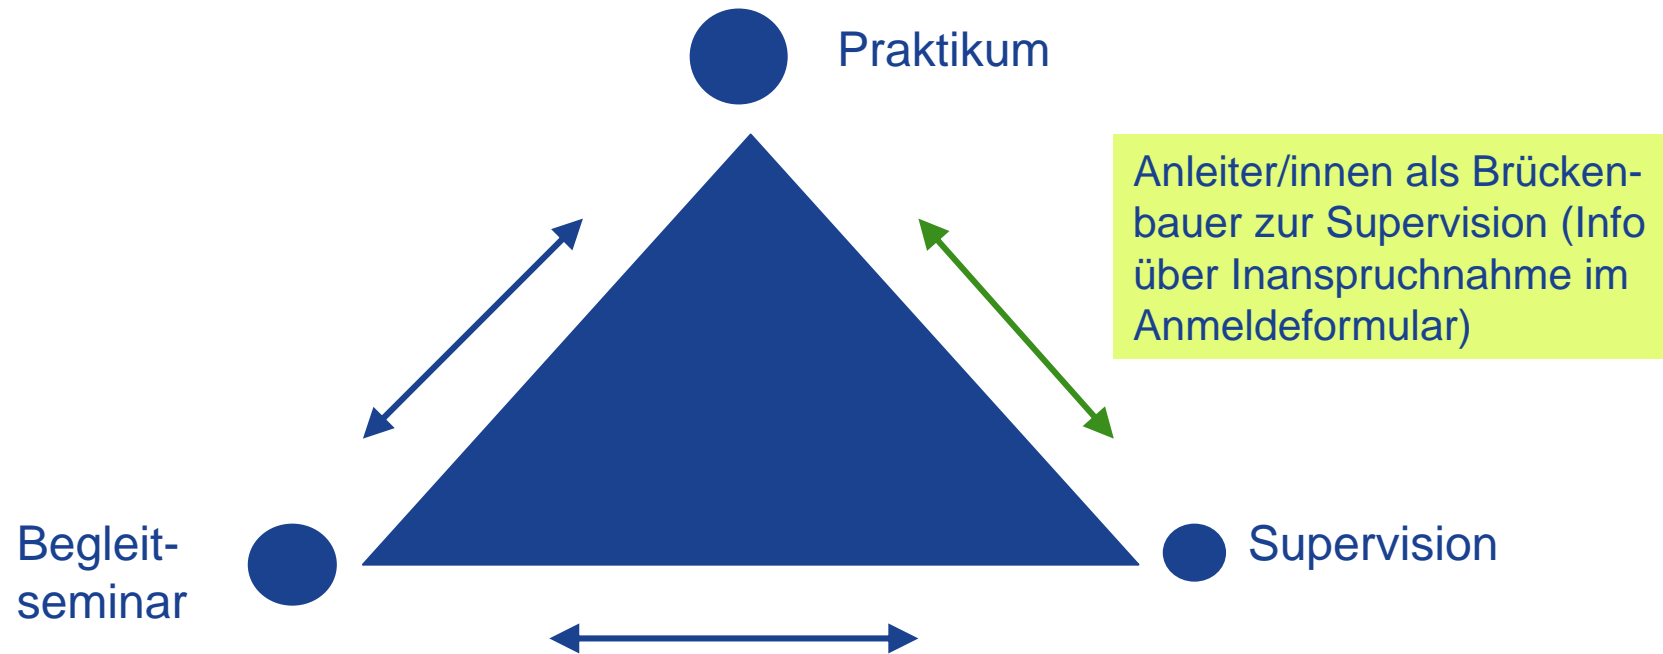 Praktikum
Anleiter/innen als Brücken-
bauer zur Supervision (Info
über Inanspruchnahme im
Anmeldeformular)
Begleit-
seminar
Supervision